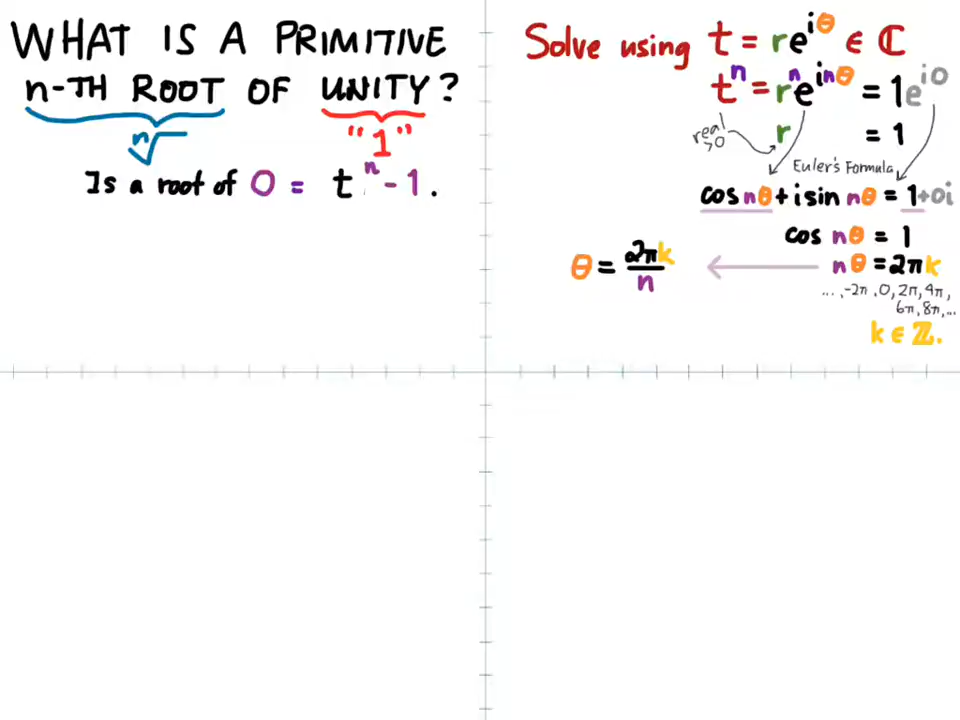 WHAT IS A PRIMITIVE
n-TH ROOT OF UNITY?
n√ "1"
Is a root of 0 = tⁿ - 1.
Solve using t = re^{iθ} ∈ ℂ
tⁿ = rⁿe^{inθ} = 1e^{i0}
real >0
r = 1
Euler's Formula
cos nθ + i sin nθ = 1+0i
cos nθ = 1
nθ = 2πk
θ = 2πk/n
..., -2π, 0, 2π, 4π,
6π, 8π, ...
k ∈ ℤ.